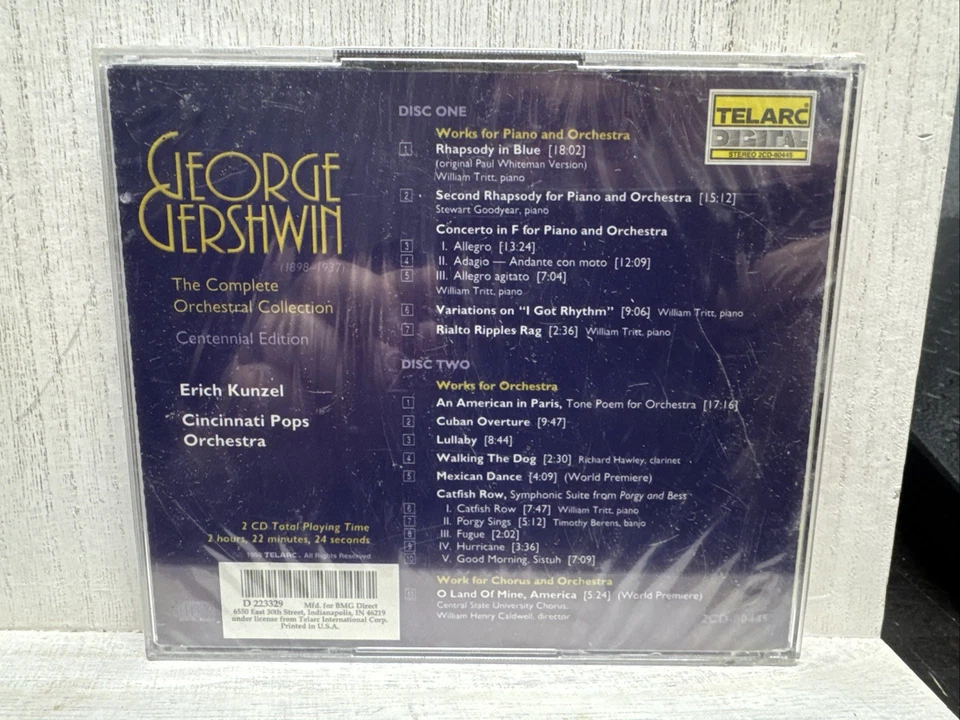 GEORGE
GERSHWIN
(1898–1937)
The Complete
Orchestral Collection
Centennial Edition
Erich Kunzel
Cincinnati Pops
Orchestra
2 CD Total Playing Time
2 hours, 22 minutes, 24 seconds
TELARC. All Rights Reserved
D 223329 Mfd. for BMG Direct
6550 East 30th Street, Indianapolis, IN 46219
under license from Telarc International Corp.
Printed in U.S.A.
DISC ONE
Works for Piano and Orchestra
1 Rhapsody in Blue [18:02]
(original Paul Whiteman Version)
William Tritt, piano
2 Second Rhapsody for Piano and Orchestra [15:12]
Stewart Goodyear, piano
Concerto in F for Piano and Orchestra
3 I. Allegro [13:24]
4 II. Adagio — Andante con moto [12:09]
5 III. Allegro agitato [7:04]
William Tritt, piano
6 Variations on "I Got Rhythm" [9:06] William Tritt, piano
7 Rialto Ripples Rag [2:36] William Tritt, piano
DISC TWO
Works for Orchestra
1 An American in Paris, Tone Poem for Orchestra [17:16]
2 Cuban Overture [9:47]
3 Lullaby [8:44]
4 Walking The Dog [2:30] Richard Hawley, clarinet
5 Mexican Dance [4:09] (World Premiere)
Catfish Row, Symphonic Suite from Porgy and Bess
6 I. Catfish Row [7:47] William Tritt, piano
7 II. Porgy Sings [5:12] Timothy Berens, banjo
8 III. Fugue [2:02]
9 IV. Hurricane [3:36]
10 V. Good Morning, Sistuh [7:09]
Work for Chorus and Orchestra
11 O Land Of Mine, America [5:24] (World Premiere)
Central State University Chorus,
William Henry Caldwell, director
2CD-80445
TELARC
DIGITAL
STEREO 2CD-80445